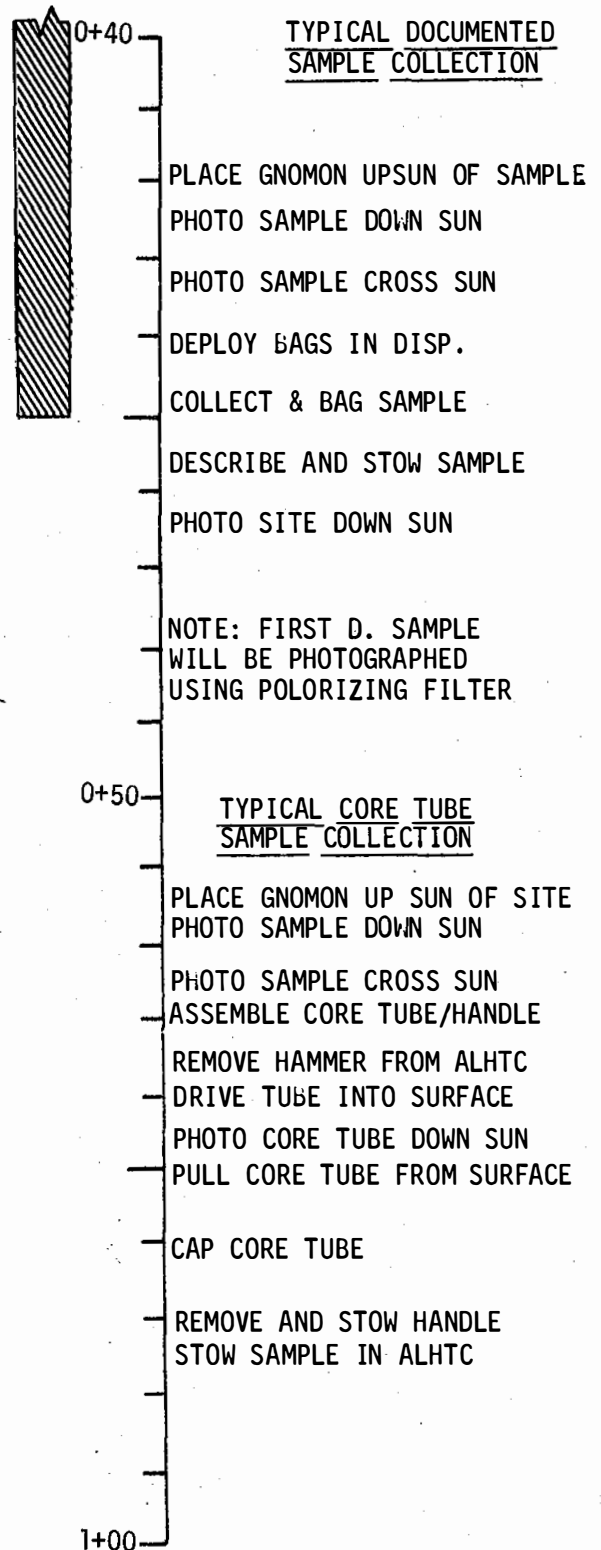 0+40
TYPICAL DOCUMENTED
SAMPLE COLLECTION
PLACE GNOMON UPSUN OF SAMPLE
PHOTO SAMPLE DOWN SUN
PHOTO SAMPLE CROSS SUN
DEPLOY BAGS IN DISP.
COLLECT & BAG SAMPLE
DESCRIBE AND STOW SAMPLE
PHOTO SITE DOWN SUN
NOTE: FIRST D. SAMPLE
WILL BE PHOTOGRAPHED
USING POLORIZING FILTER
0+50
TYPICAL CORE TUBE
SAMPLE COLLECTION
PLACE GNOMON UP SUN OF SITE
PHOTO SAMPLE DOWN SUN
PHOTO SAMPLE CROSS SUN
ASSEMBLE CORE TUBE/HANDLE
REMOVE HAMMER FROM ALHTC
DRIVE TUBE INTO SURFACE
PHOTO CORE TUBE DOWN SUN
PULL CORE TUBE FROM SURFACE
CAP CORE TUBE
REMOVE AND STOW HANDLE
STOW SAMPLE IN ALHTC
1+00